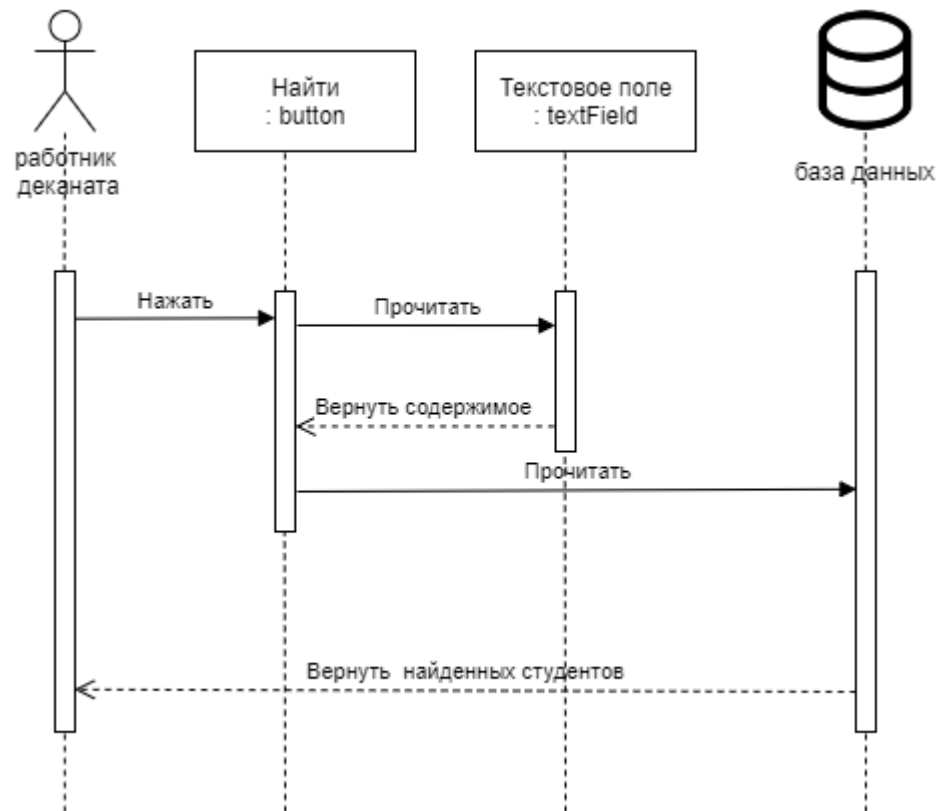 Найти
: button
Текстовое поле
: textField
работник
деканата
база данных
Нажать
Прочитать
Вернуть содержимое
Прочитать
Вернуть найденных студентов